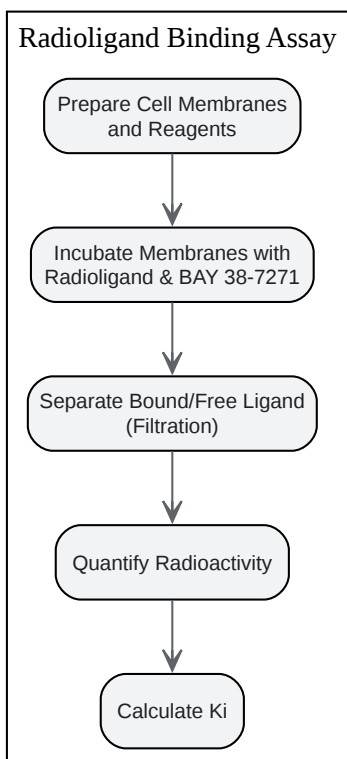 Radioligand Binding Assay
Prepare Cell Membranes
and Reagents
Incubate Membranes with
Radioligand & BAY 38-7271
Separate Bound/Free Ligand
(Filtration)
Quantify Radioactivity
Calculate Ki